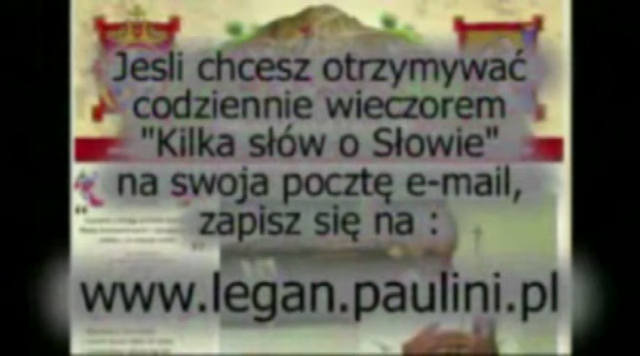 Jesli chcesz otrzymywać
codziennie wieczorem
"Kilka słów o Słowie"
na swoja pocztę e-mail,
zapisz się na :
www.legan.paulini.pl